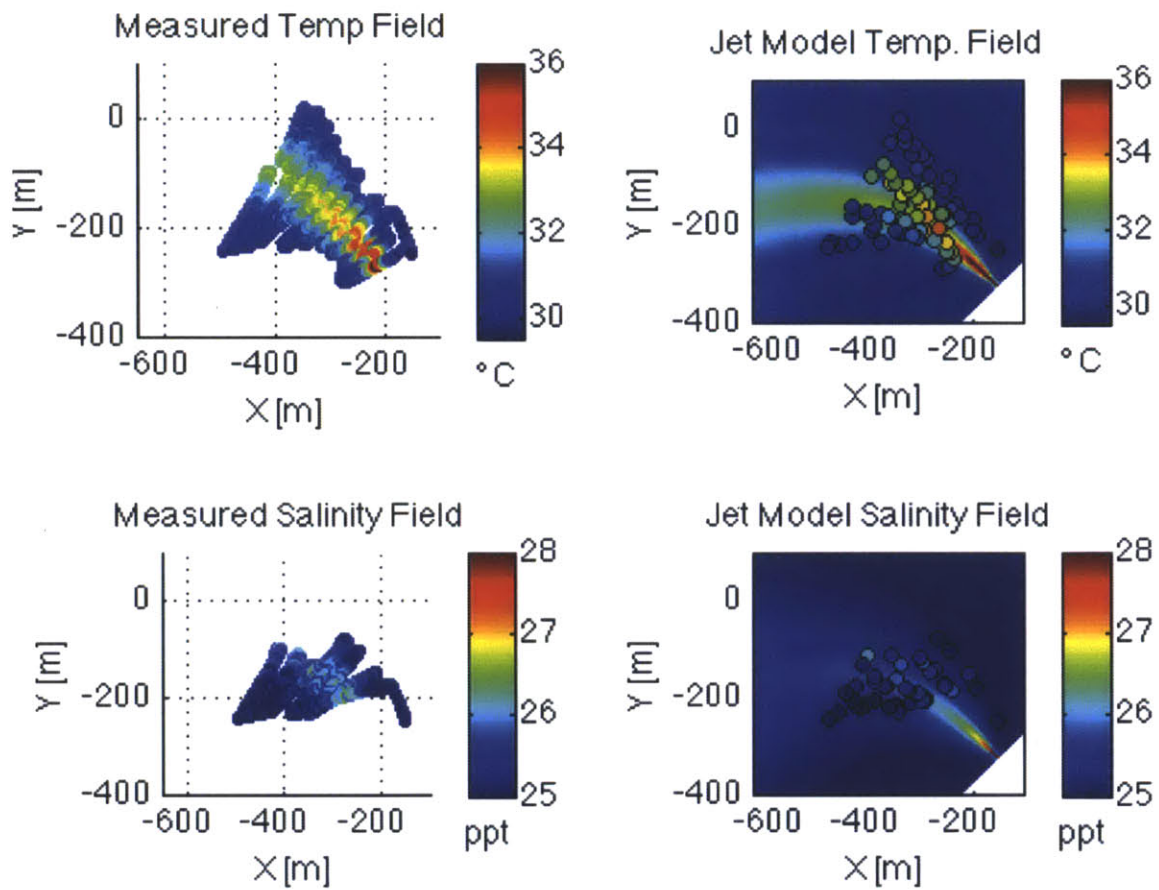 Measured Temp Field
36
34
32
30
°C
0
-200
-400
Y [m]
-600 -400 -200
X [m]
Jet Model Temp. Field
36
34
32
30
°C
0
-200
-400
Y [m]
-600 -400 -200
X [m]
Measured Salinity Field
28
27
26
25
ppt
0
-200
-400
Y [m]
-600 -400 -200
X [m]
Jet Model Salinity Field
28
27
26
25
ppt
0
-200
-400
Y [m]
-600 -400 -200
X [m]